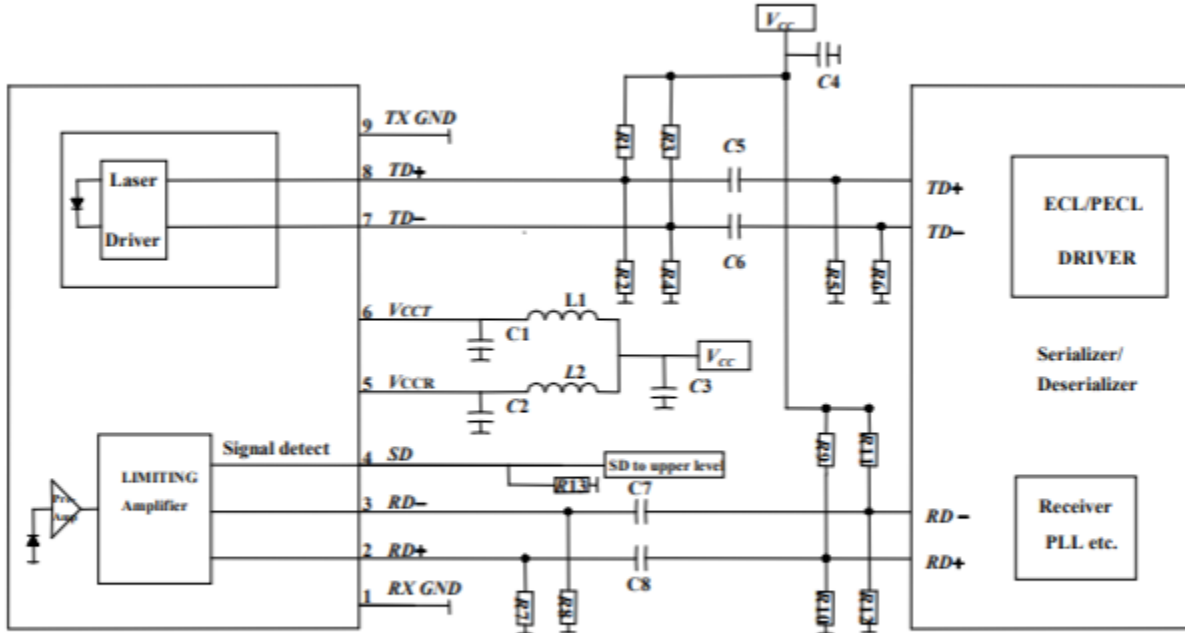 VCC
C4
9 TX GND
R1
R3
C5
Laser
Driver
8 TD+
7 TD−
TD+
TD−
ECL/PECL
DRIVER
C6
R2
R4
R5
R6
6 VCCT
L1
C1
VCC
Serializer/
Deserializer
5 VCCR
L2
C2
C3
Signal detect
4 SD
SD to upper level
R9
R11
LIMITING
Amplifier
R13
Pre-
Amp
3 RD−
C7
RD −
Receiver
PLL etc.
2 RD+
C8
RD+
1 RX GND
R7
R8
R10
R12